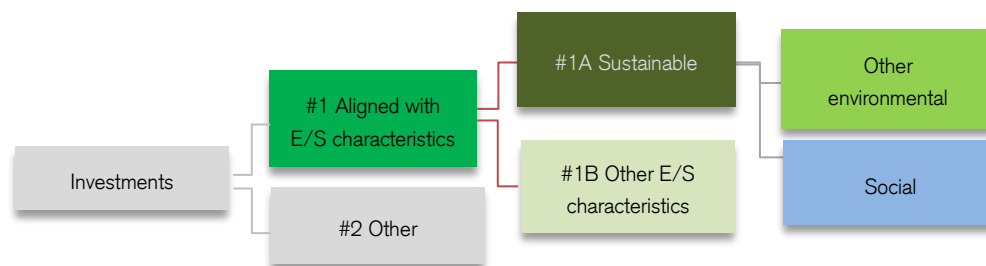 Investments
#1 Aligned with
E/S characteristics
#2 Other
#1A Sustainable
#1B Other E/S
characteristics
Other
environmental
Social